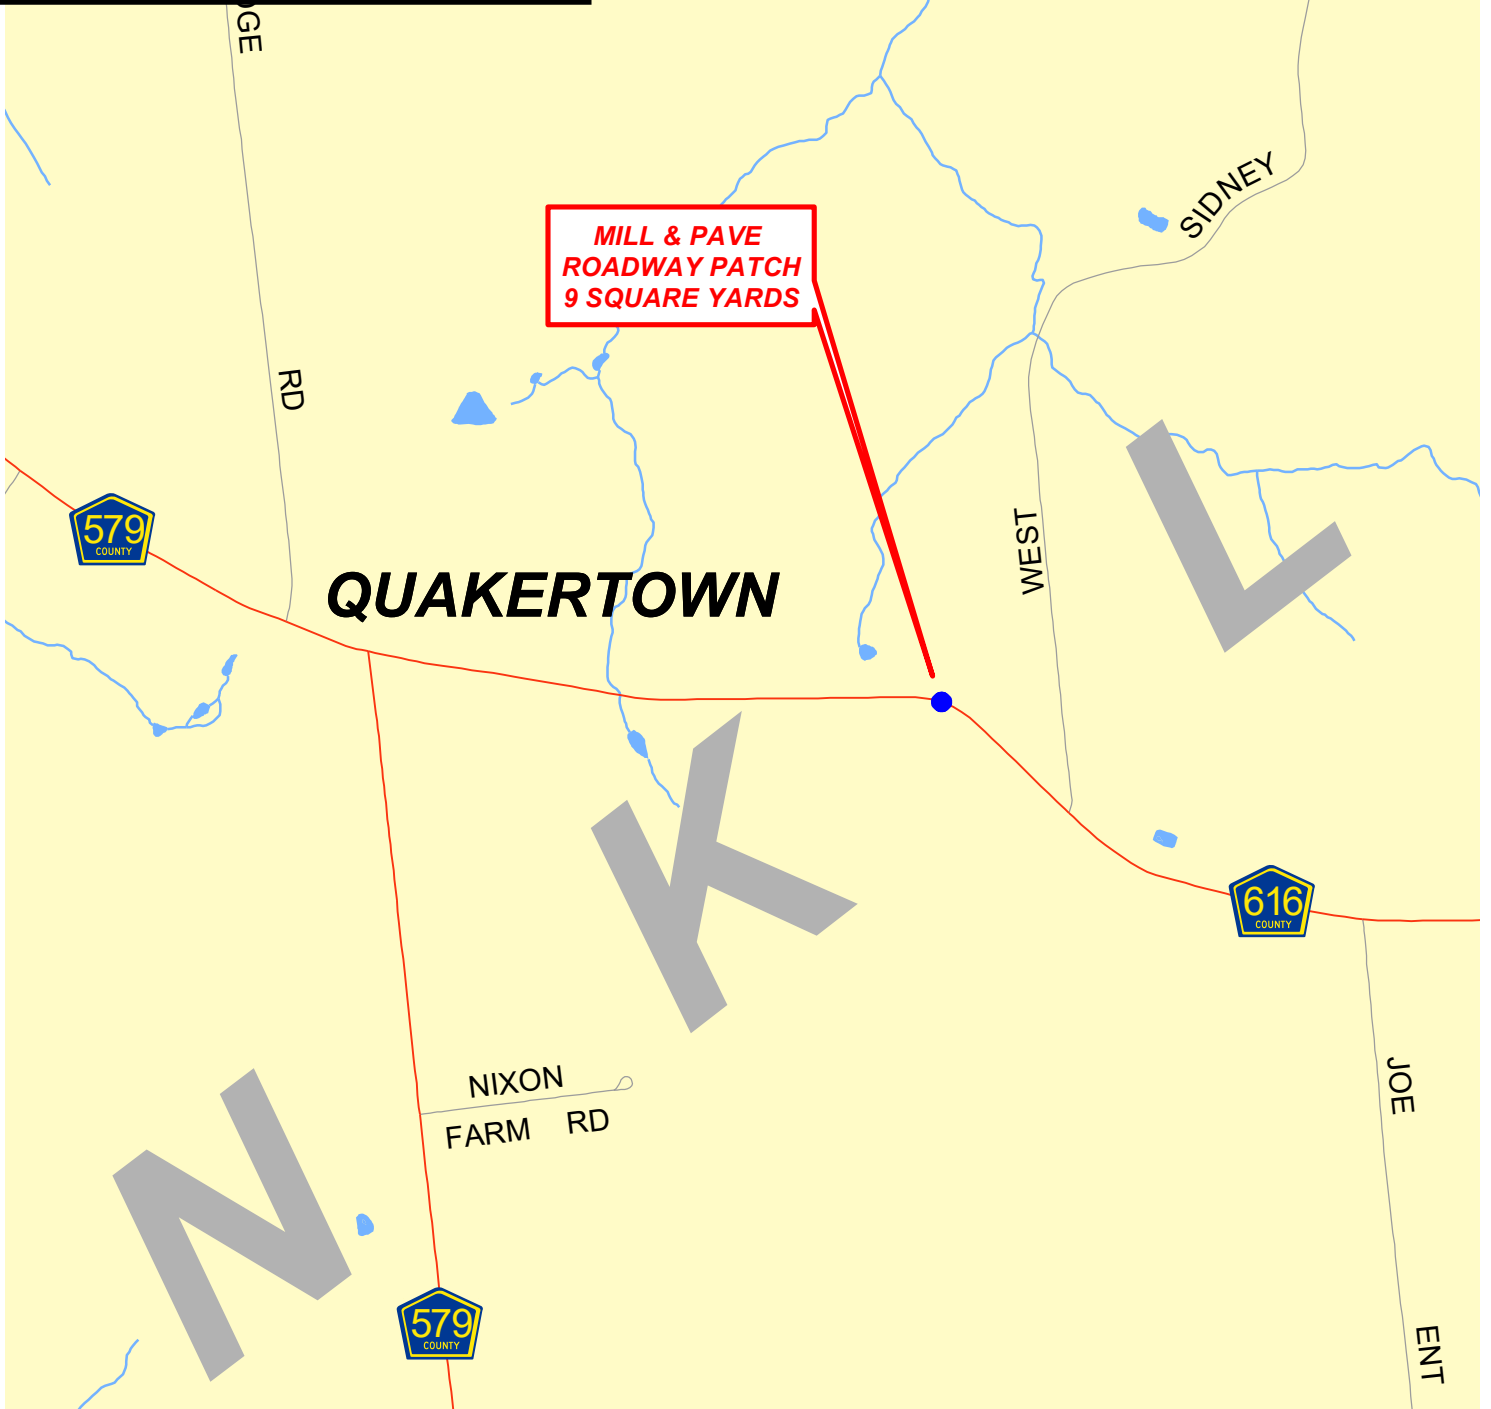 RD
SIDNEY
MILL & PAVE
ROADWAY PATCH
9 SQUARE YARDS
579
COUNTY
WEST
L
QUAKERTOWN
K
616
COUNTY
NIXON
FARM RD
JOE
N
579
COUNTY
ENT